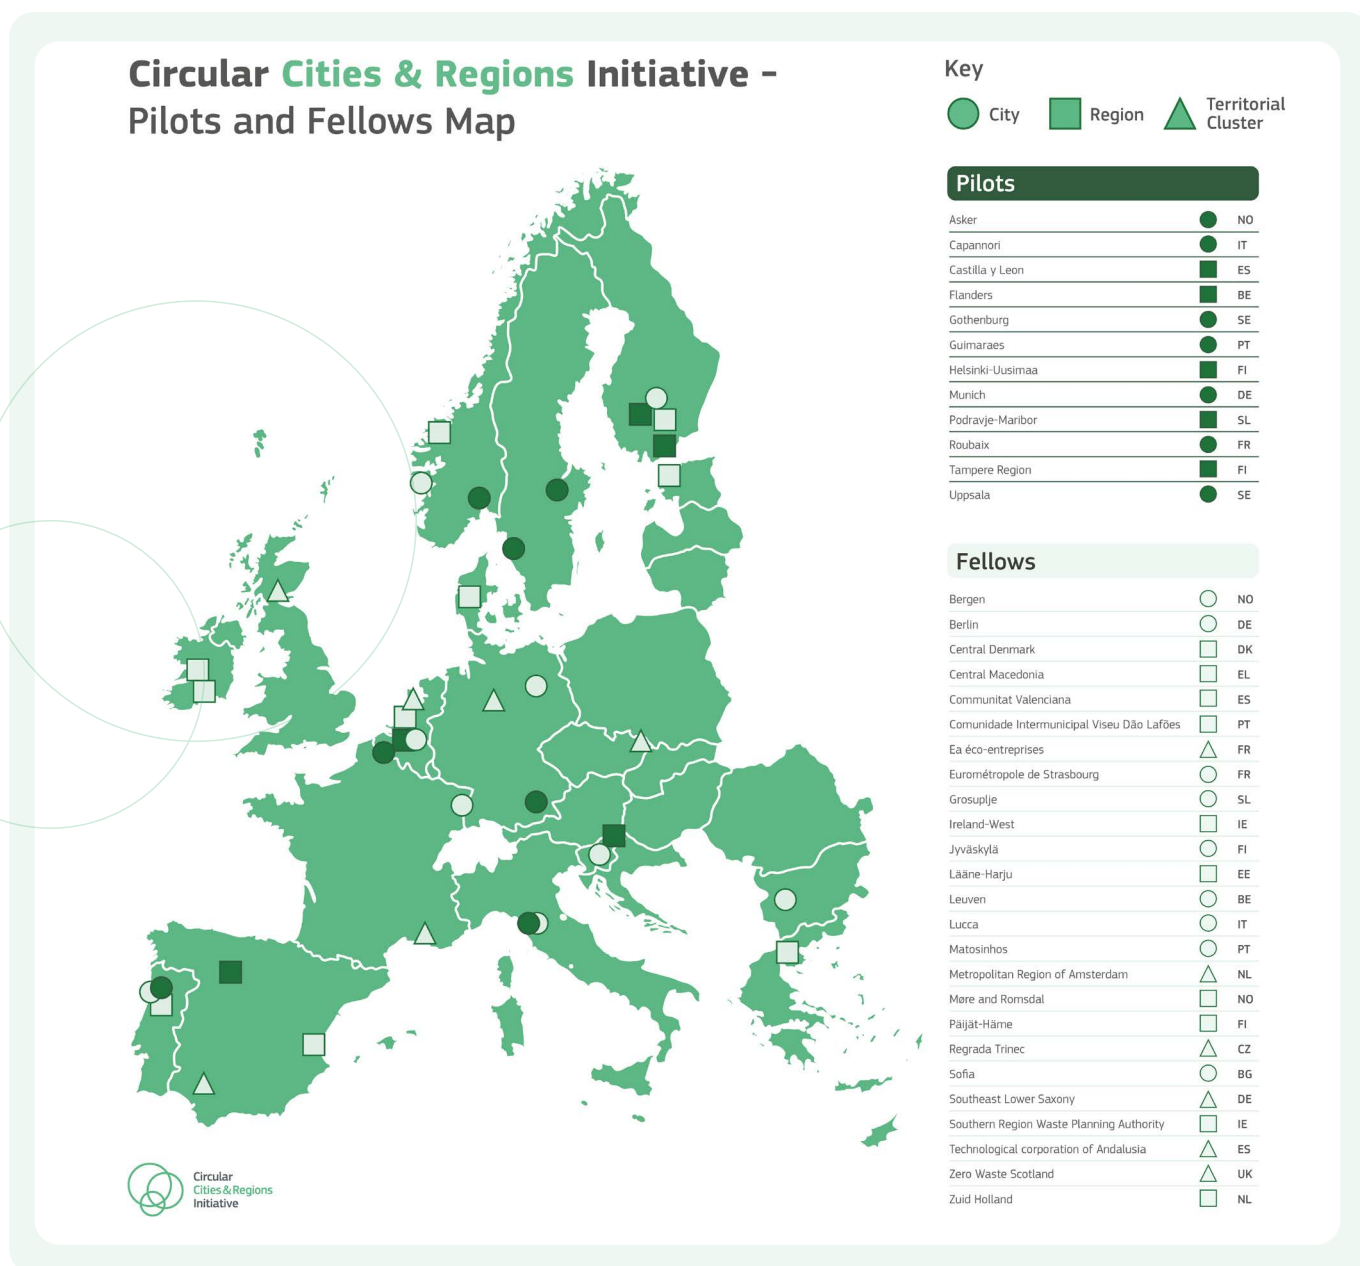 Circular Cities & Regions Initiative –
Pilots and Fellows Map
Key
City
Region
Territorial
Cluster
Pilots
Asker NO
Capannori IT
Castilla y Leon ES
Flanders BE
Gothenburg SE
Guimaraes PT
Helsinki-Uusimaa FI
Munich DE
Podravje-Maribor SL
Roubaix FR
Tampere Region FI
Uppsala SE
Fellows
Bergen NO
Berlin DE
Central Denmark DK
Central Macedonia EL
Communitat Valenciana ES
Comunidade Intermunicipal Viseu Dão Lafões PT
Ea éco-entreprises FR
Eurométropole de Strasbourg FR
Grosuplje SL
Ireland-West IE
Jyväskylä FI
Lääne-Harju EE
Leuven BE
Lucca IT
Matosinhos PT
Metropolitan Region of Amsterdam NL
Møre and Romsdal NO
Päijät-Häme FI
Regrada Trinec CZ
Sofia BG
Southeast Lower Saxony DE
Southern Region Waste Planning Authority IE
Technological corporation of Andalusia ES
Zero Waste Scotland UK
Zuid Holland NL
Circular
Cities & Regions
Initiative